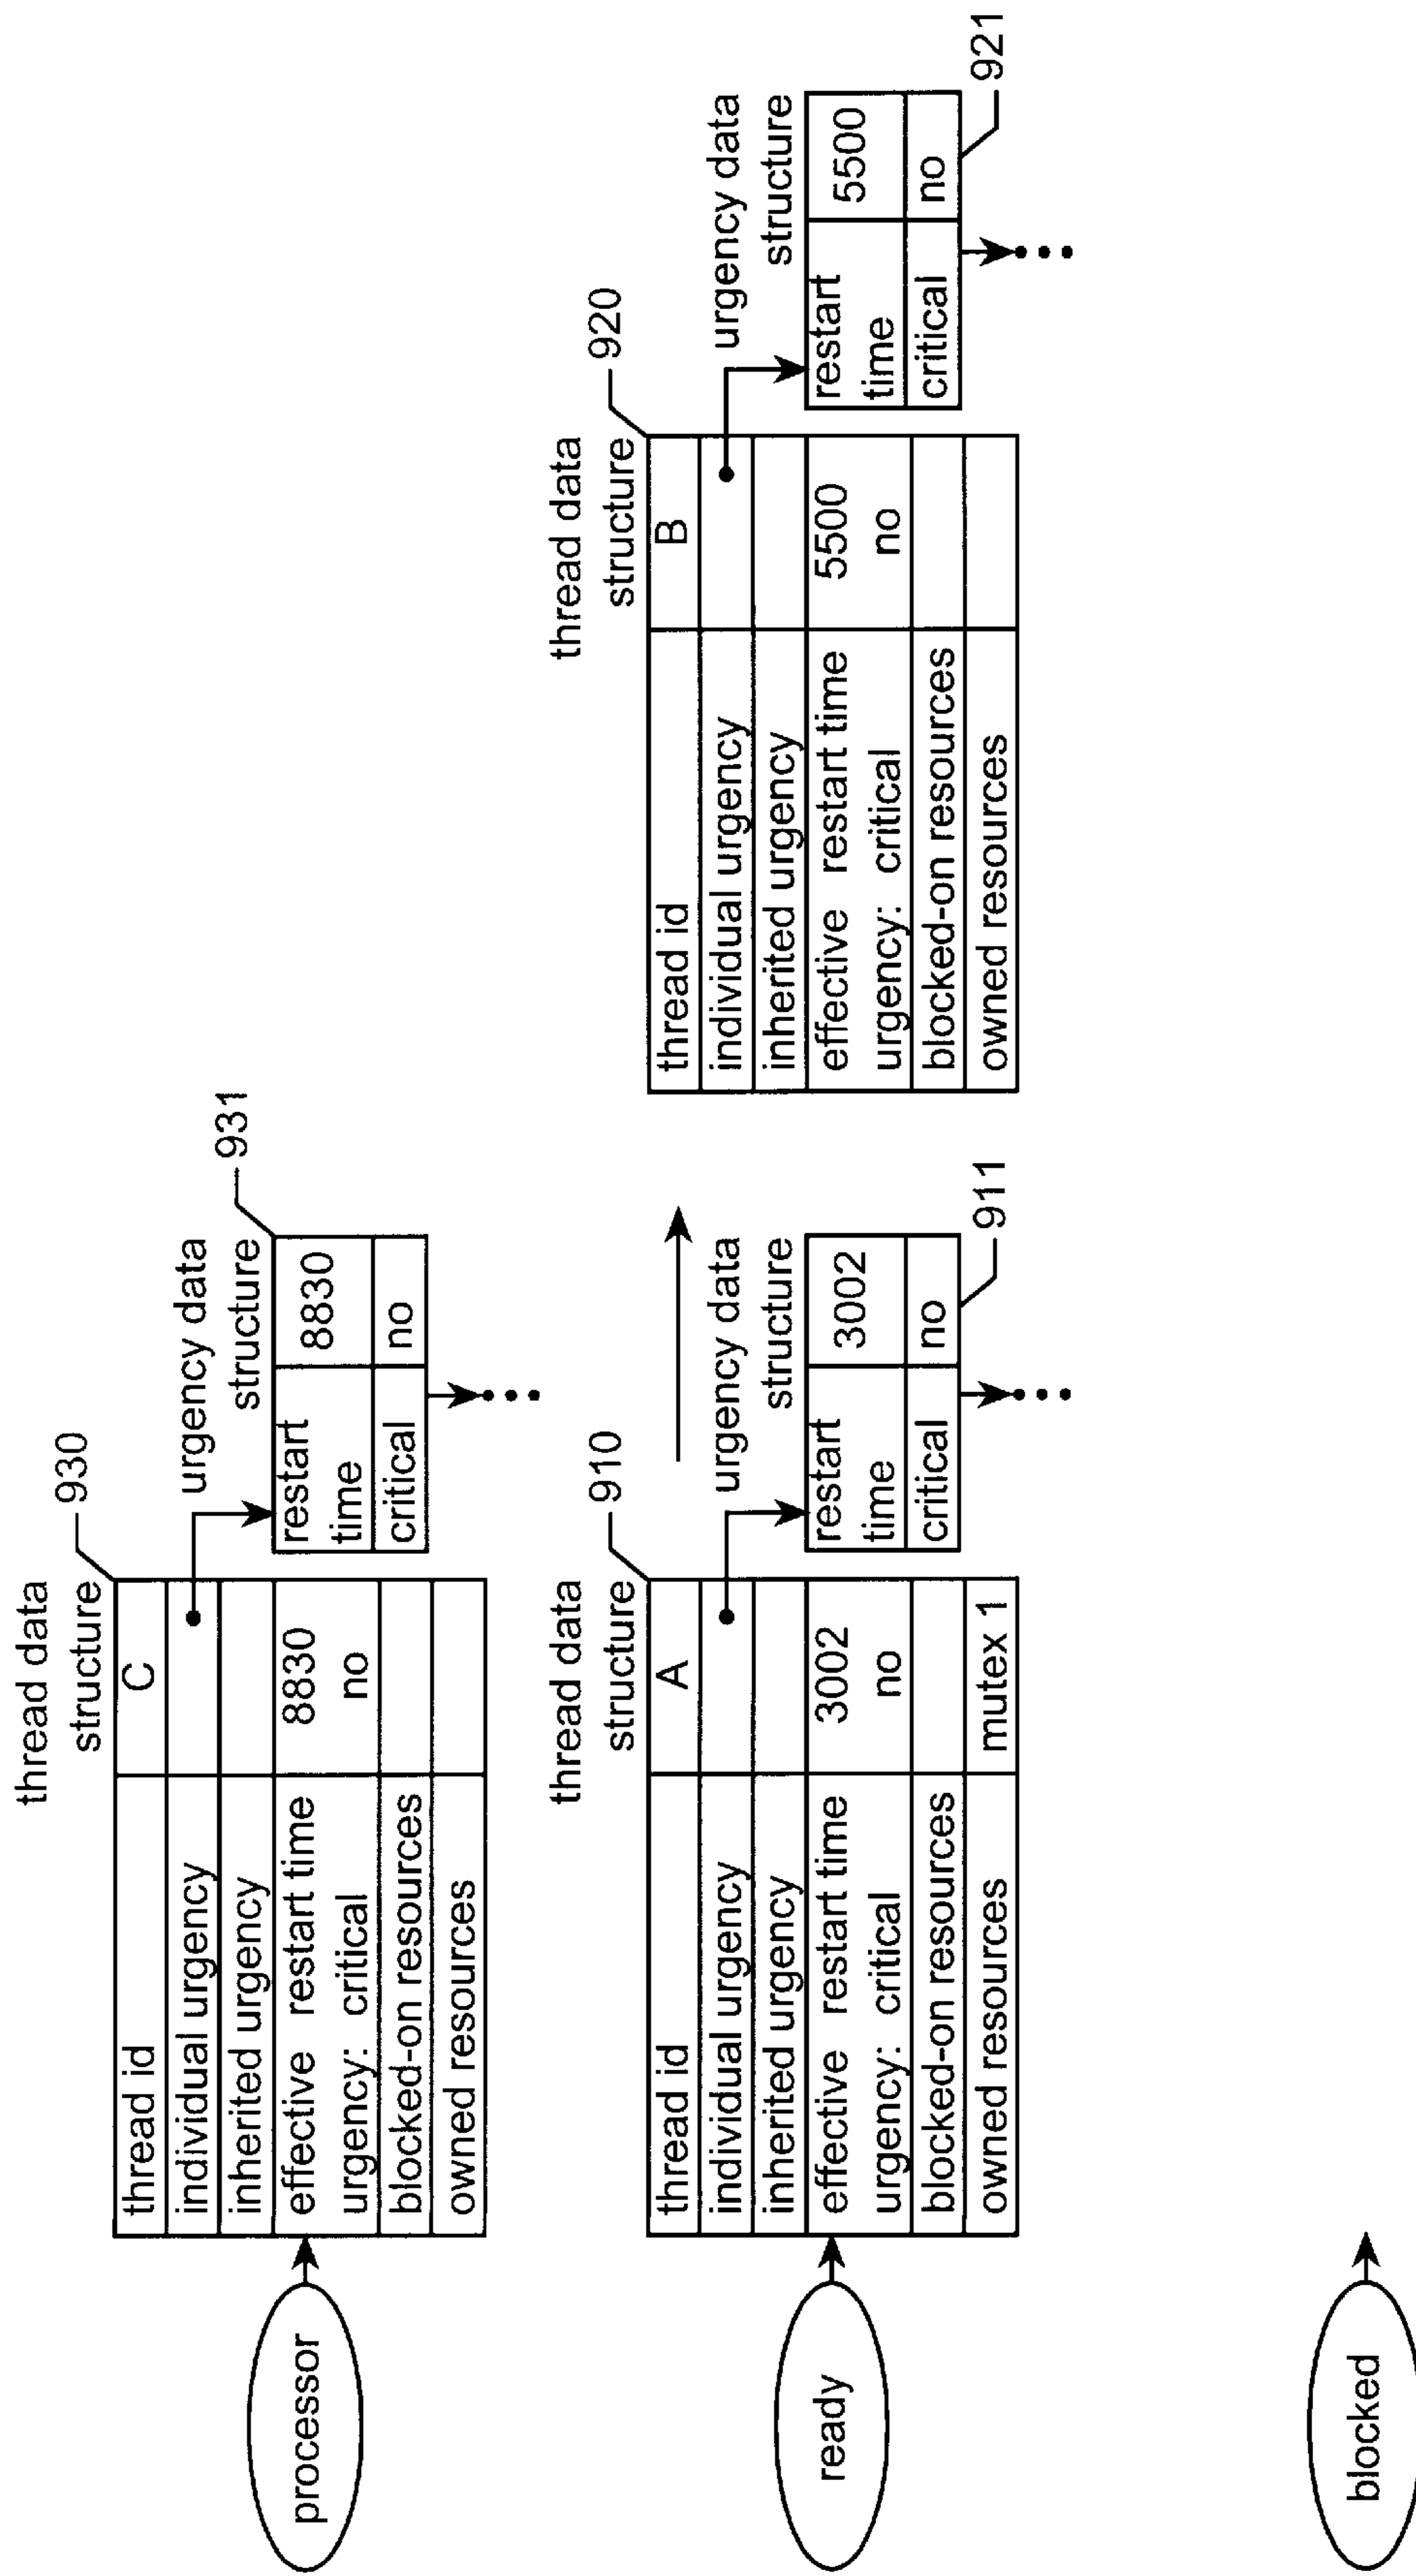 thread data
structure
930
processor
thread id C
individual urgency
inherited urgency
effective restart time 8830
urgency: critical no
blocked-on resources
owned resources
urgency data
structure
931
restart
time 8830
critical no
thread data
structure
910
ready
thread id A
individual urgency
inherited urgency
effective restart time 3002
urgency: critical no
blocked-on resources
owned resources mutex 1
urgency data
structure
restart
time 3002
critical no
911
thread data
structure
920
thread id B
individual urgency
inherited urgency
effective restart time 5500
urgency: critical no
blocked-on resources
owned resources
urgency data
structure
restart
time 5500
critical no
921
blocked